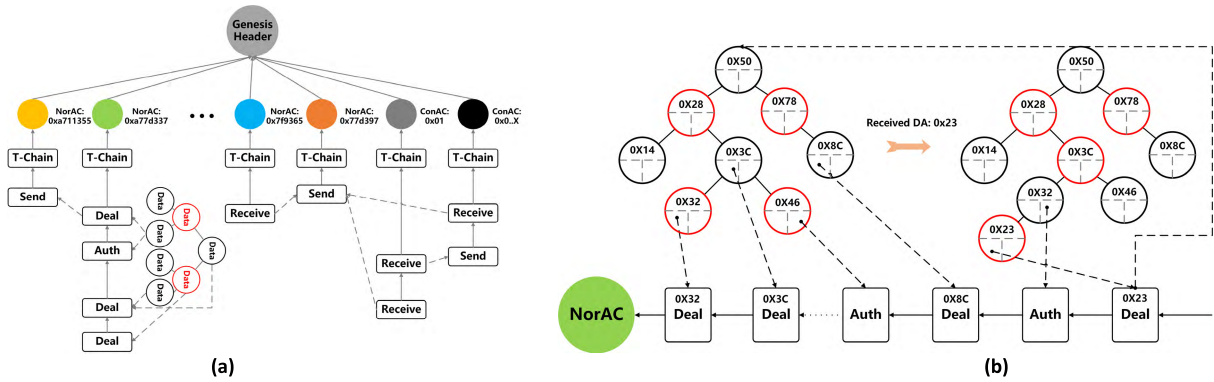 Genesis
Header
NorAC:
0xa711355
NorAC:
0xa77d337
NorAC:
0x7f9365
NorAC:
0x77d397
ConAC:
0x01
ConAC:
0x0..X
T-Chain
T-Chain
T-Chain
T-Chain
T-Chain
T-Chain
Send
Deal
Auth
Deal
Deal
Data
Data
Data
Data
Data
Data
Data
Receive
Send
Receive
Receive
Receive
Send
(a)
0X50
0X28
0X78
0X14
0X3C
0X8C
0X32
0X46
Received DA: 0x23
0X50
0X28
0X78
0X14
0X3C
0X8C
0X32
0X46
0X23
NorAC
0X32
Deal
0X3C
Deal
Auth
0X8C
Deal
Auth
0X23
Deal
(b)